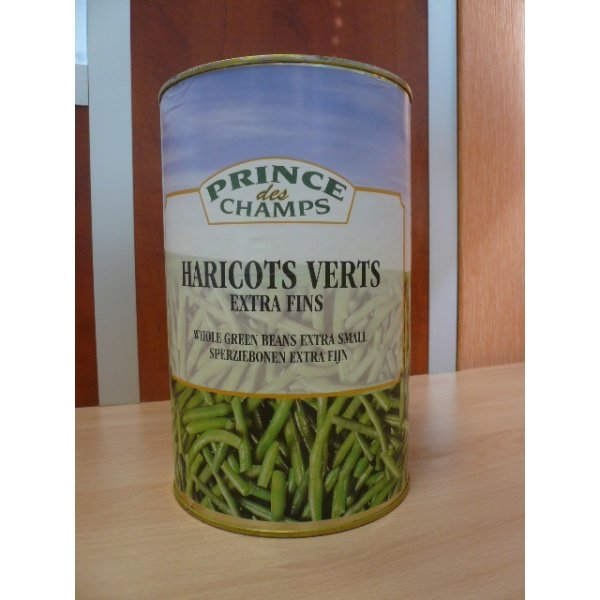 PRINCE
des
CHAMPS
HARICOTS VERTS
EXTRA FINS
WHOLE GREEN BEANS EXTRA SMALL
SPERZIEBONEN EXTRA FIJN